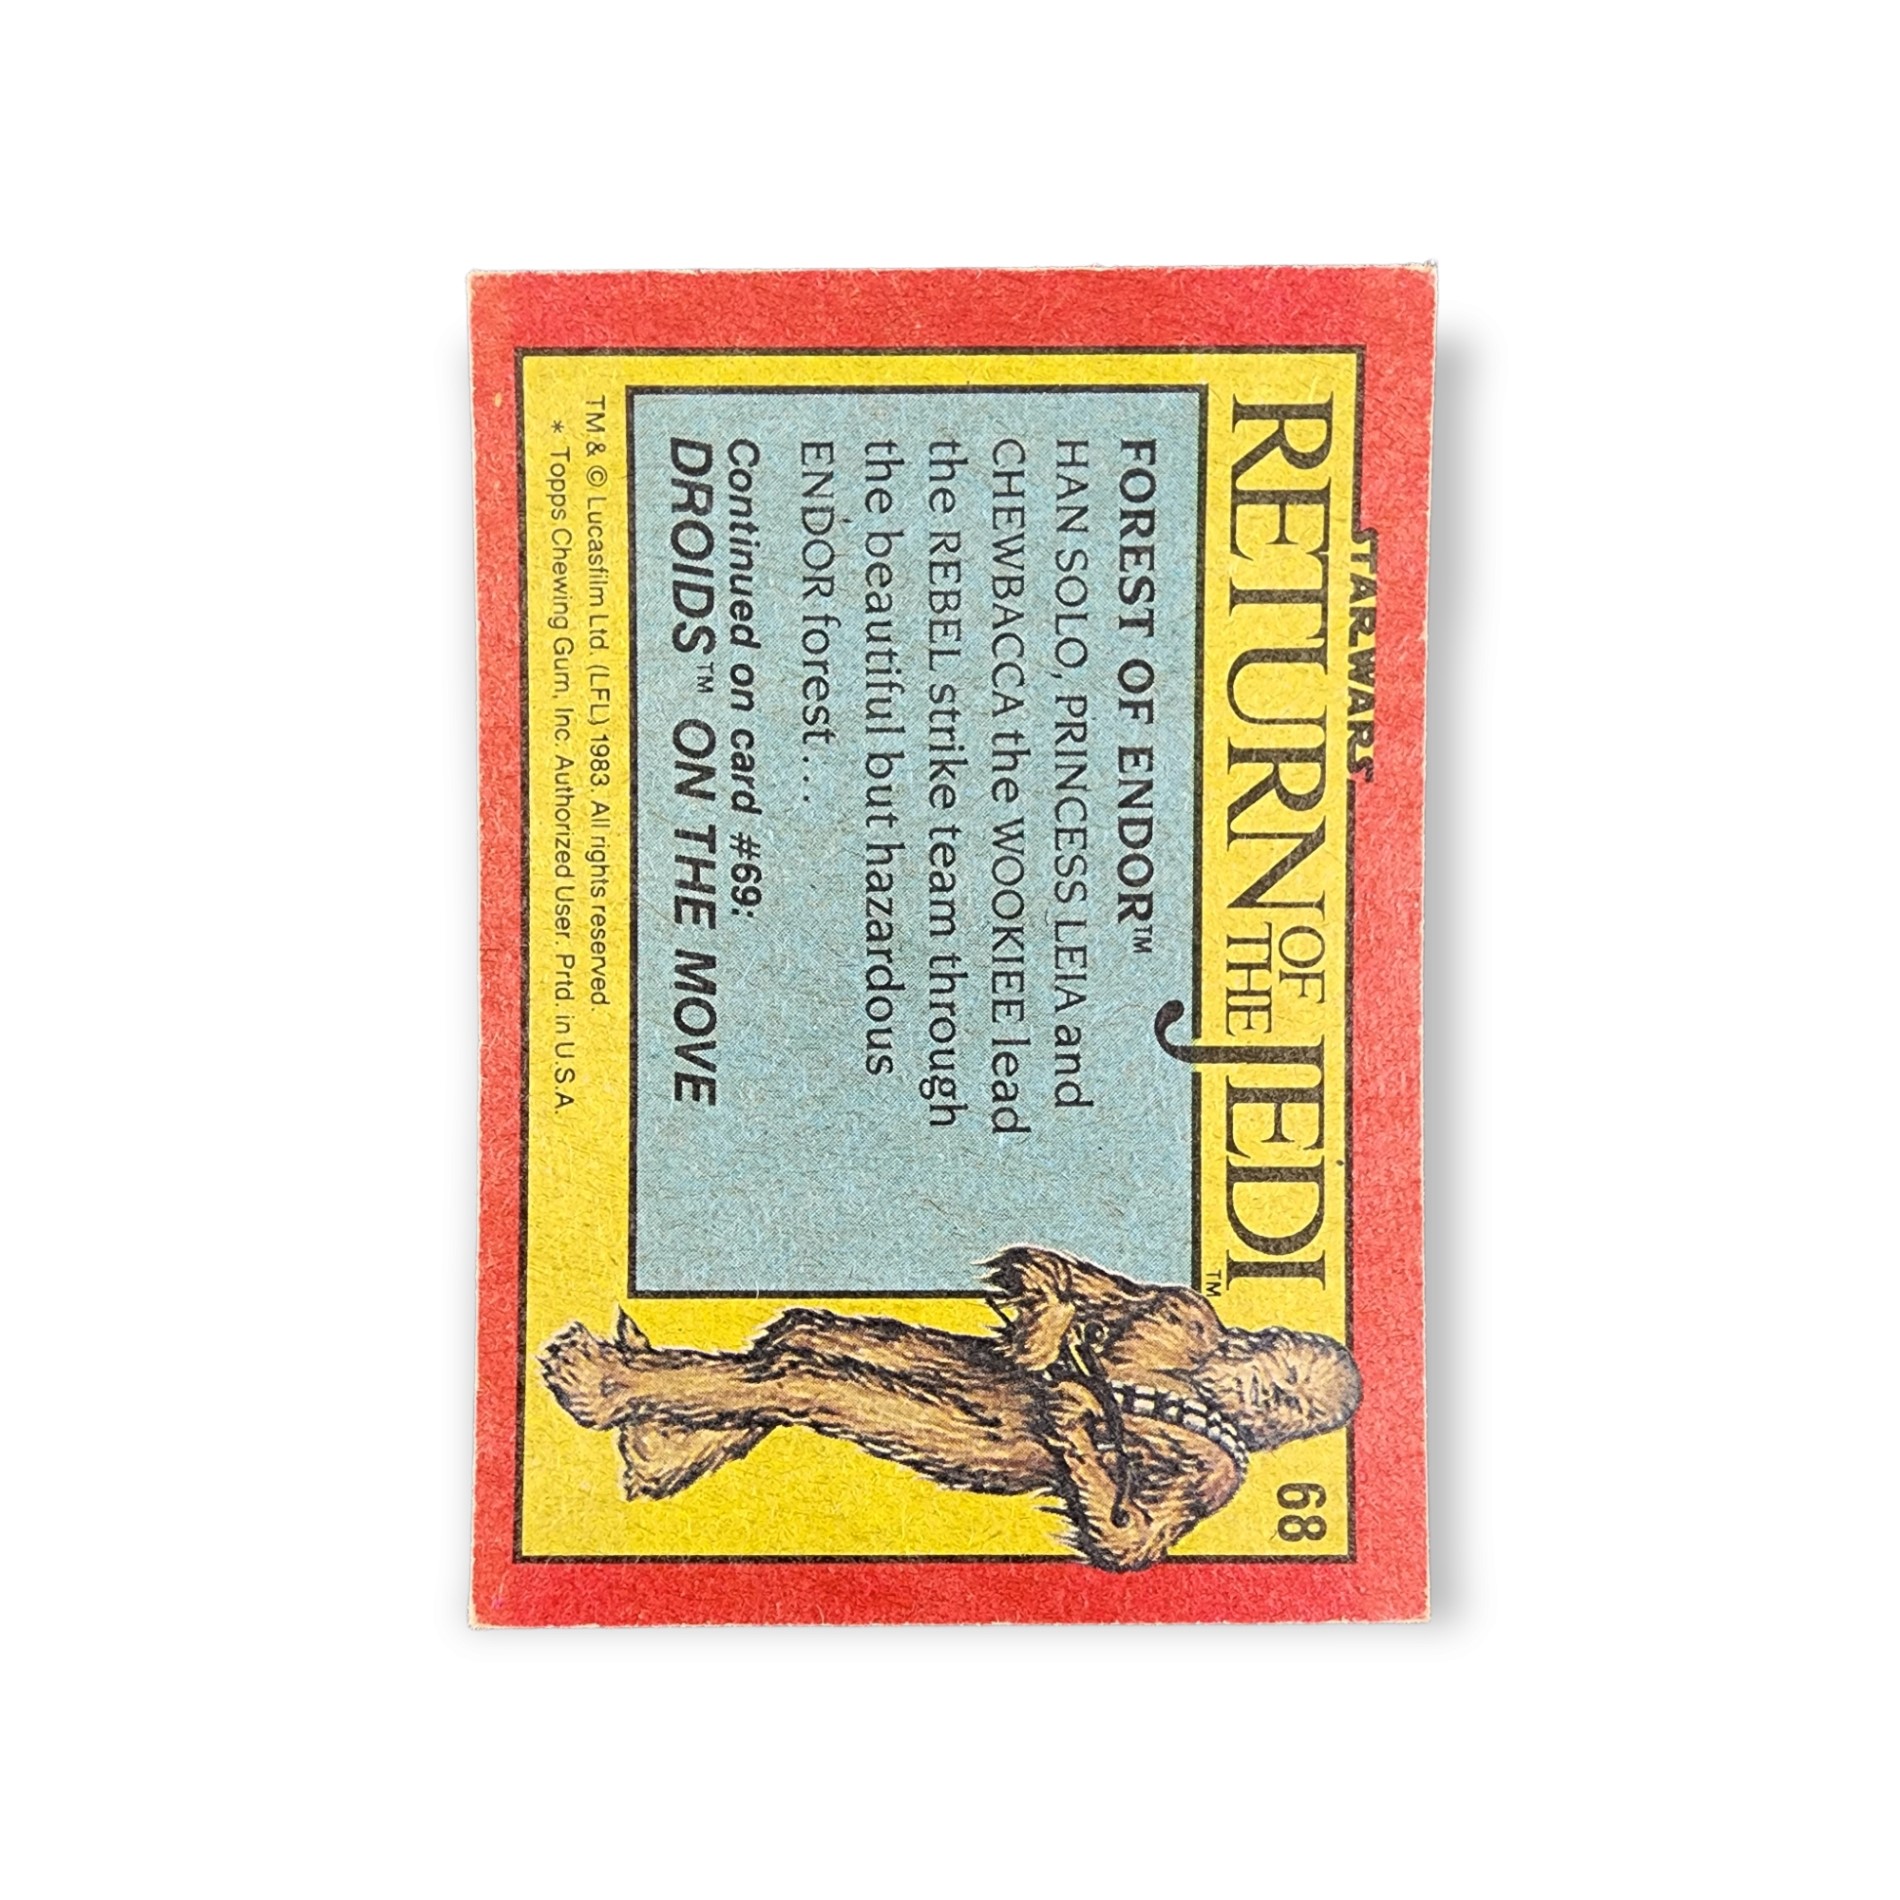 STAR WARS
RETURN OF THE JEDI™
68
FOREST OF ENDOR™
HAN SOLO, PRINCESS LEIA and
CHEWBACCA the WOOKIEE lead
the REBEL strike team through
the beautiful but hazardous
ENDOR forest...
Continued on card #69:
DROIDS™ ON THE MOVE
TM & © Lucasfilm Ltd. (LFL) 1983. All rights reserved.
* Topps Chewing Gum, Inc. Authorized User. Prtd. in U.S.A.